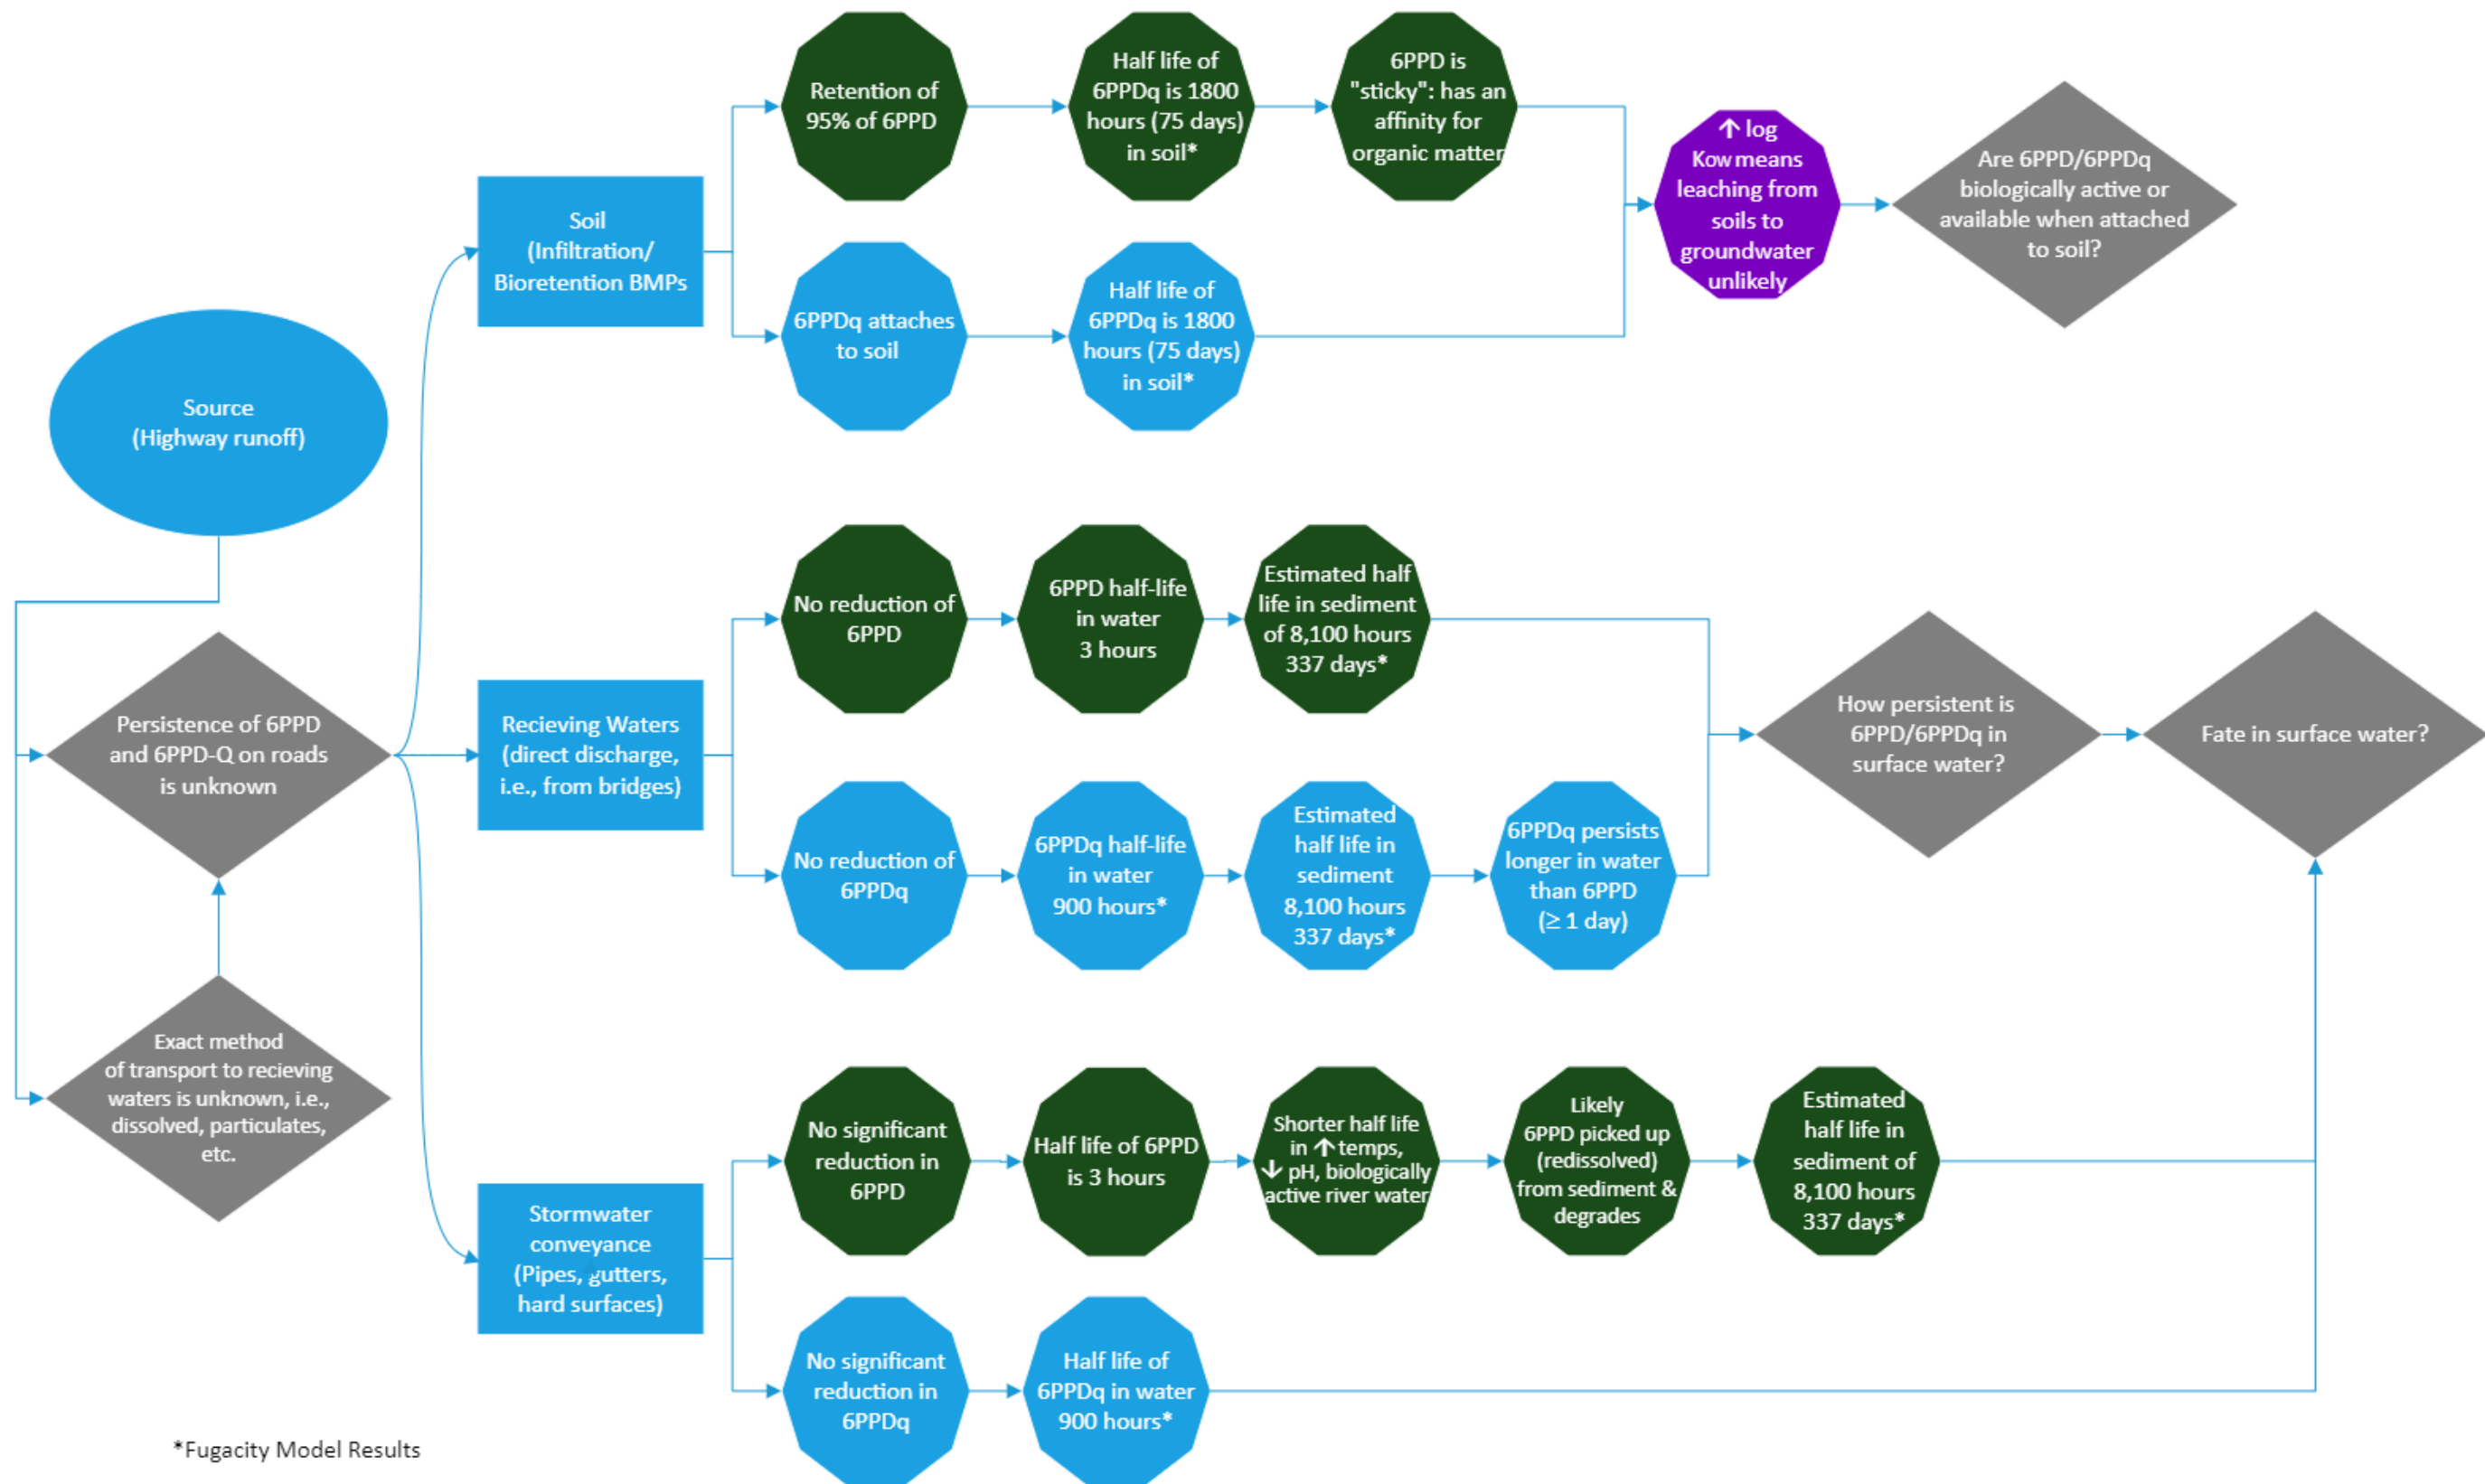 Source
(Highway runoff)
Persistence of 6PPD
and 6PPD-Q on roads
is unknown
Exact method
of transport to recieving
waters is unknown, i.e.,
dissolved, particulates,
etc.
Soil
(Infiltration/
Bioretention BMPs
Retention of
95% of 6PPD
Half life of
6PPDq is 1800
hours (75 days)
in soil*
6PPD is
"sticky": has an
affinity for
organic matter
6PPDq attaches
to soil
Half life of
6PPDq is 1800
hours (75 days)
in soil*
↑ log
Kow means
leaching from
soils to
groundwater
unlikely
Are 6PPD/6PPDq
biologically active or
available when attached
to soil?
Recieving Waters
(direct discharge,
i.e., from bridges)
No reduction of
6PPD
6PPD half-life
in water
3 hours
Estimated half
life in sediment
of 8,100 hours
337 days*
No reduction of
6PPDq
6PPDq half-life
in water
900 hours*
Estimated
half life in
sediment
8,100 hours
337 days*
6PPDq persists
longer in water
than 6PPD
(≥ 1 day)
How persistent is
6PPD/6PPDq in
surface water?
Fate in surface water?
Stormwater
conveyance
(Pipes, gutters,
hard surfaces)
No significant
reduction in
6PPD
Half life of 6PPD
is 3 hours
Shorter half life
in ↑ temps,
↓ pH, biologically
active river water
Likely
6PPD picked up
(redissolved)
from sediment &
degrades
Estimated
half life in
sediment of
8,100 hours
337 days*
No significant
reduction in
6PPDq
Half life of
6PPDq in water
900 hours*
*Fugacity Model Results